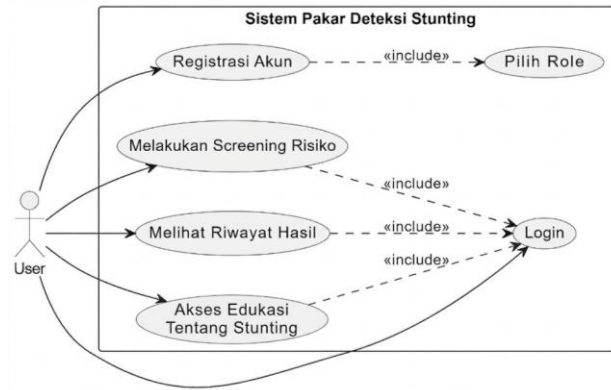 Sistem Pakar Deteksi Stunting
Registrasi Akun
«include»
Pilih Role
Melakukan Screening Risiko
«include»
Melihat Riwayat Hasil
«include»
Login
«include»
Akses Edukasi
Tentang Stunting
User